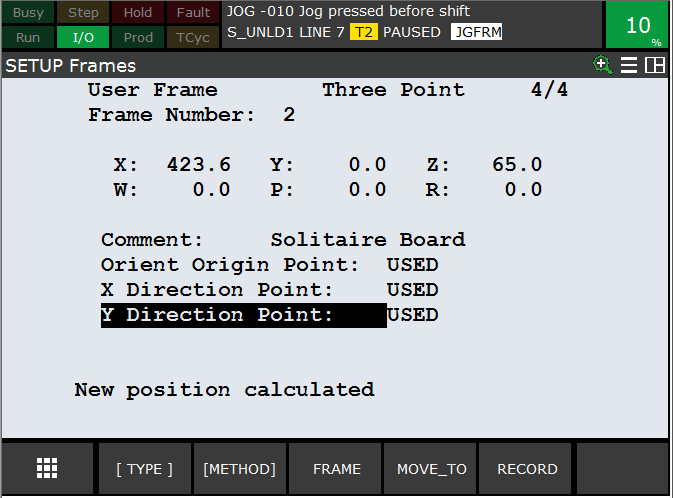 Busy Step Hold Fault JOG -010 Jog pressed before shift
Run I/O Prod TCyc S_UNLD1 LINE 7 T2 PAUSED JGFRM 10 %
SETUP Frames
User Frame Three Point 4/4
Frame Number: 2
X: 423.6 Y: 0.0 Z: 65.0
W: 0.0 P: 0.0 R: 0.0
Comment: Solitaire Board
Orient Origin Point: USED
X Direction Point: USED
Y Direction Point: USED
New position calculated
[ TYPE ] [METHOD] FRAME MOVE_TO RECORD